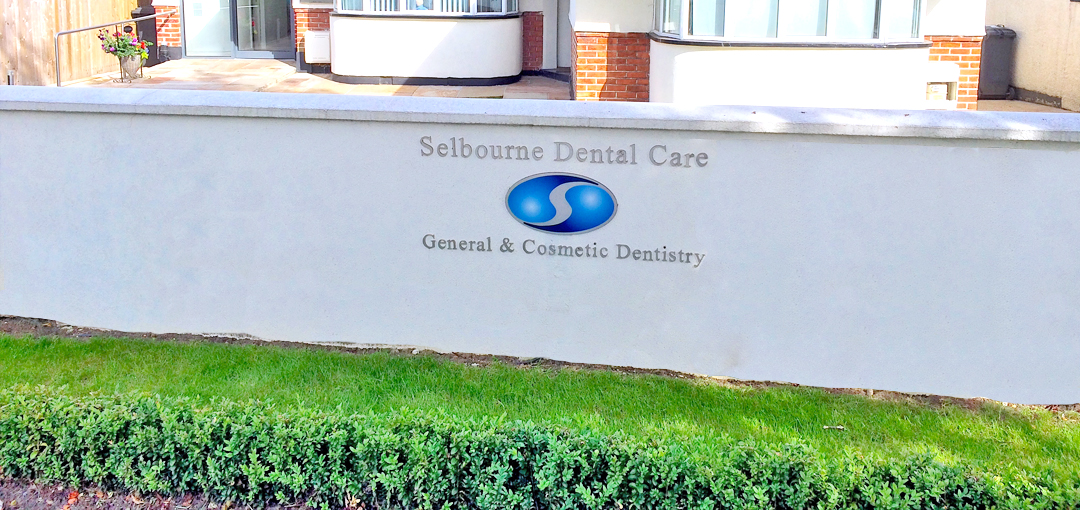 Selbourne Dental Care
S
General & Cosmetic Dentistry